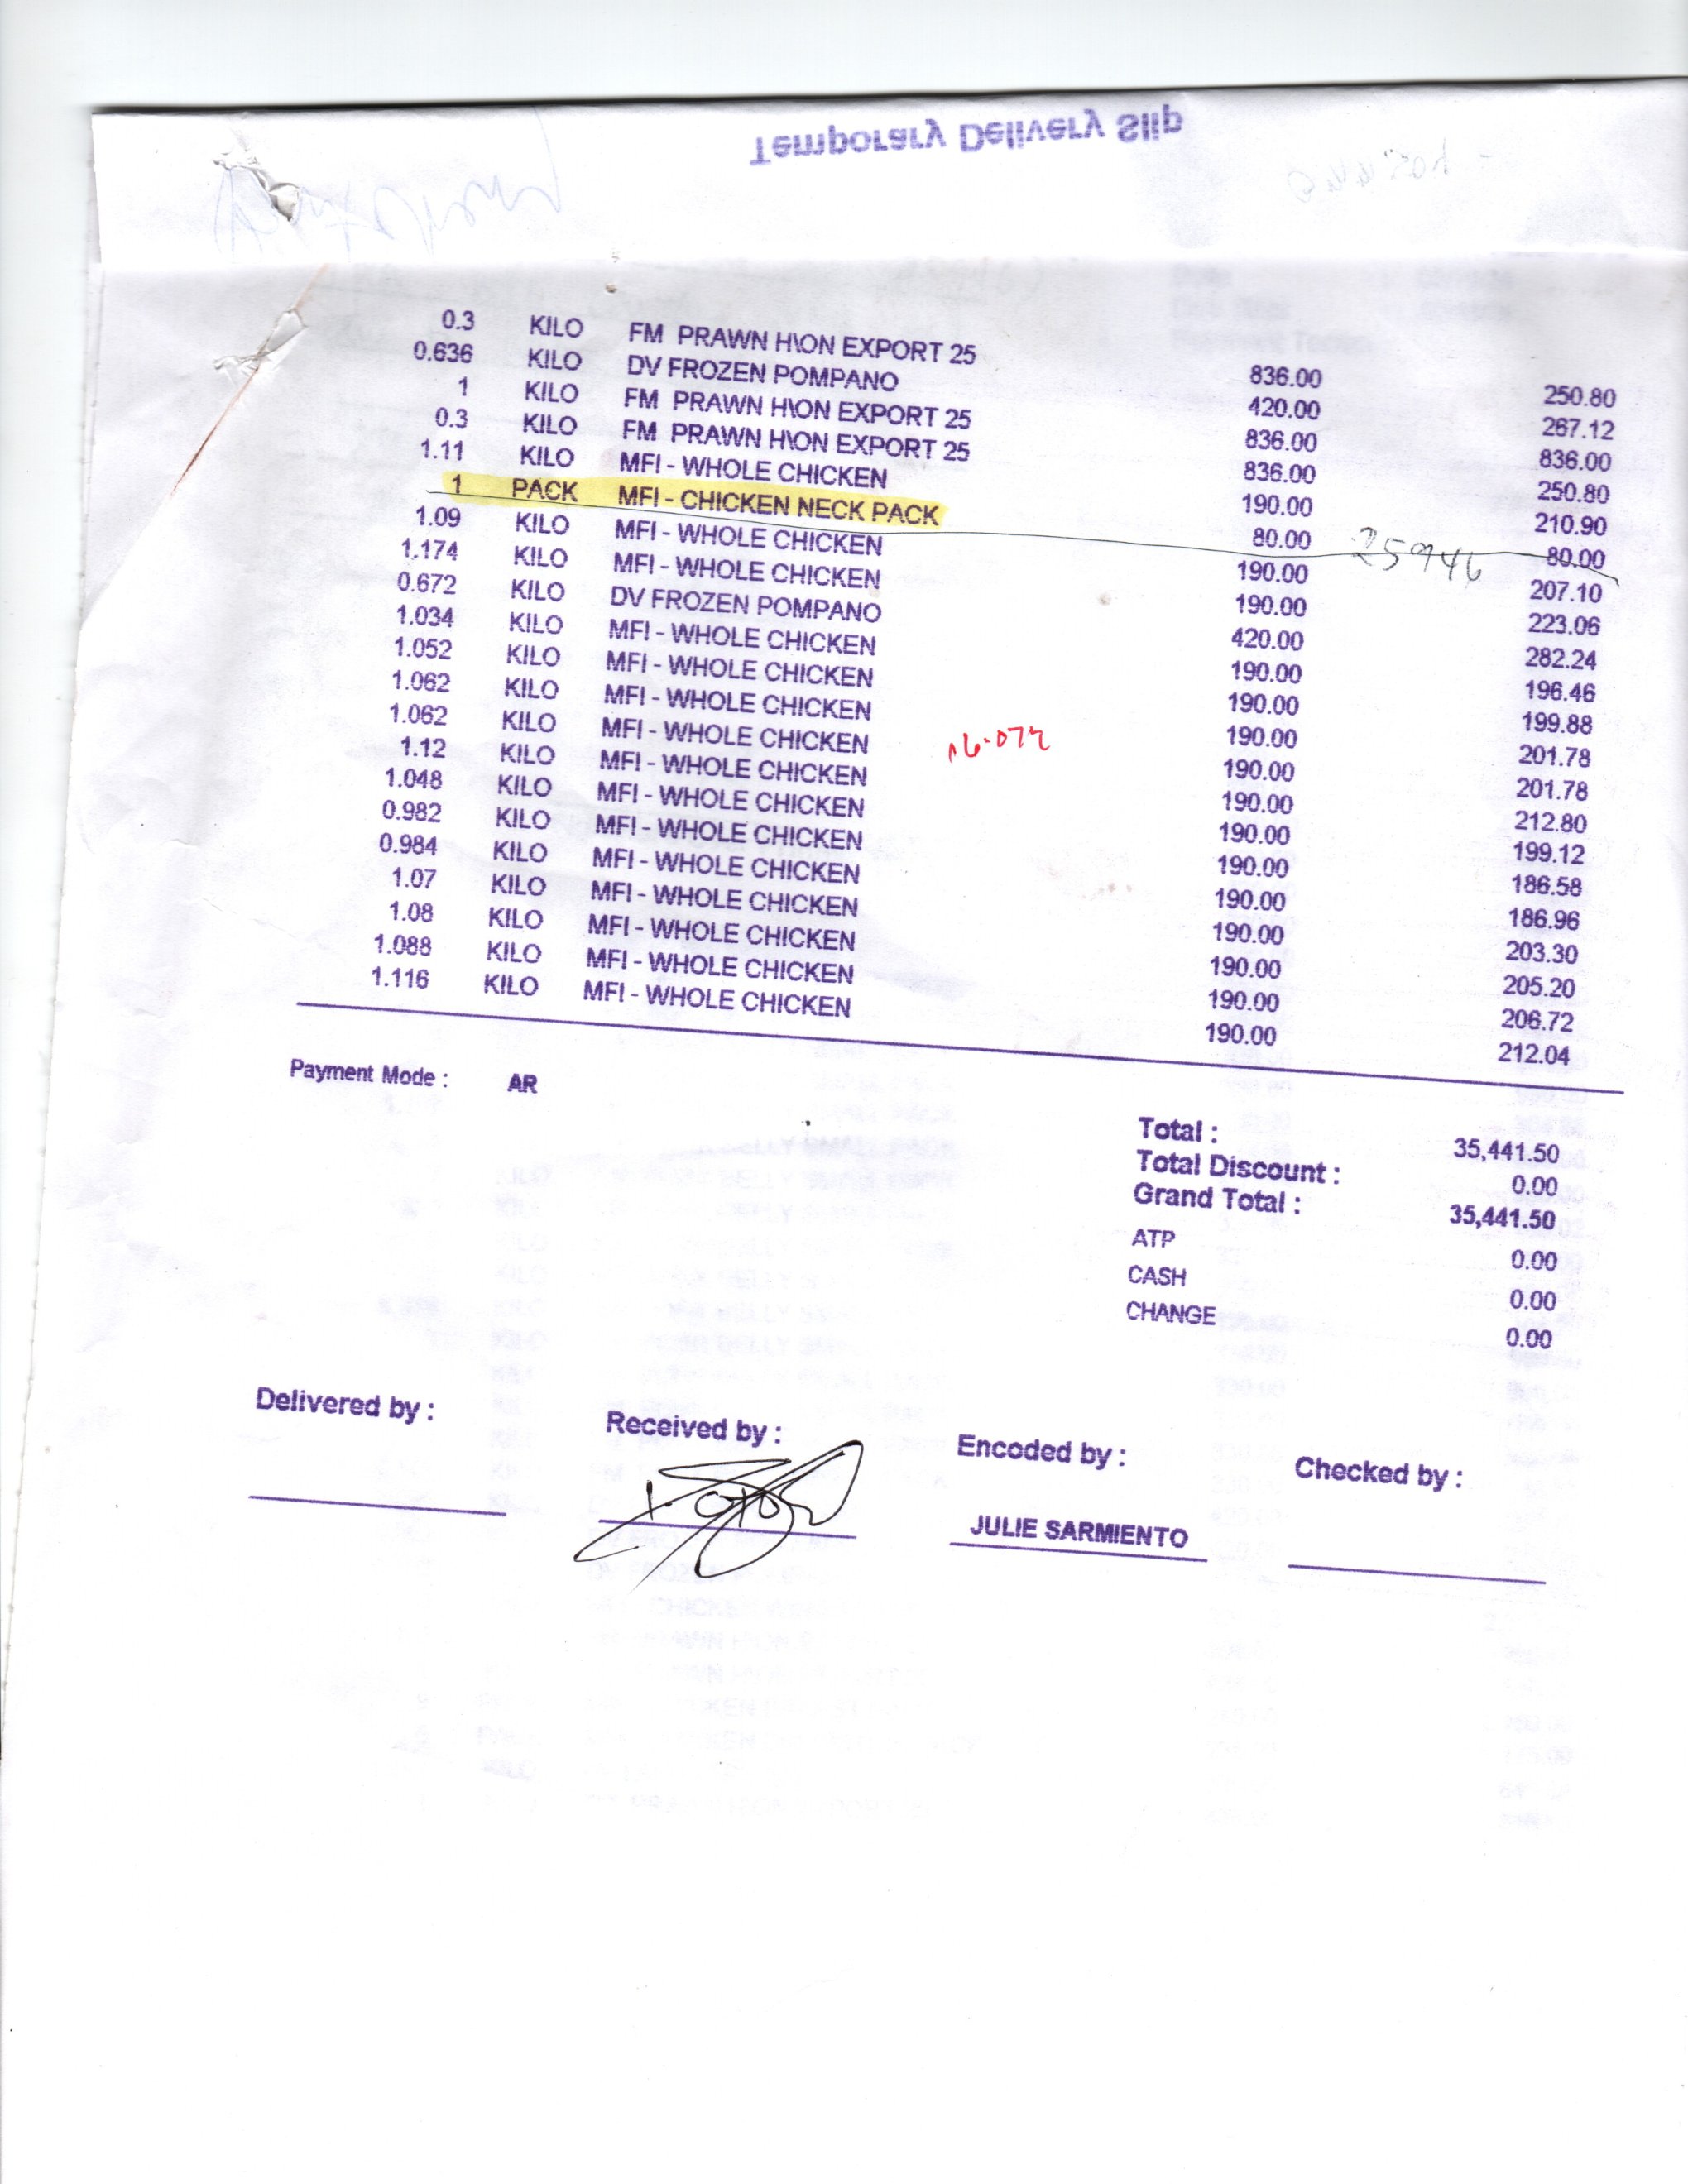 Temporary Delivery Slip
0.3 KILO FM PRAWN H\ON EXPORT 25 836.00 250.80
0.636 KILO DV FROZEN POMPANO 420.00 267.12
1 KILO FM PRAWN H\ON EXPORT 25 836.00 836.00
0.3 KILO FM PRAWN H\ON EXPORT 25 836.00 250.80
1.11 KILO MFI - WHOLE CHICKEN 190.00 210.90
1 PACK MFI - CHICKEN NECK PACK 80.00 25946 80.00
1.09 KILO MFI - WHOLE CHICKEN 190.00 207.10
1.174 KILO MFI - WHOLE CHICKEN 190.00 223.06
0.672 KILO DV FROZEN POMPANO 420.00 282.24
1.034 KILO MFI - WHOLE CHICKEN 190.00 196.46
1.052 KILO MFI - WHOLE CHICKEN 190.00 199.88
1.062 KILO MFI - WHOLE CHICKEN 190.00 201.78
1.062 KILO MFI - WHOLE CHICKEN 16.072 190.00 201.78
1.12 KILO MFI - WHOLE CHICKEN 190.00 212.80
1.048 KILO MFI - WHOLE CHICKEN 190.00 199.12
0.982 KILO MFI - WHOLE CHICKEN 190.00 186.58
0.984 KILO MFI - WHOLE CHICKEN 190.00 186.96
1.07 KILO MFI - WHOLE CHICKEN 190.00 203.30
1.08 KILO MFI - WHOLE CHICKEN 190.00 205.20
1.088 KILO MFI - WHOLE CHICKEN 190.00 206.72
1.116 KILO MFI - WHOLE CHICKEN 190.00 212.04
Payment Mode : AR
Total : 35,441.50
Total Discount : 0.00
Grand Total : 35,441.50
ATP 0.00
CASH 0.00
CHANGE 0.00
Delivered by : Received by : Encoded by : Checked by :
JULIE SARMIENTO